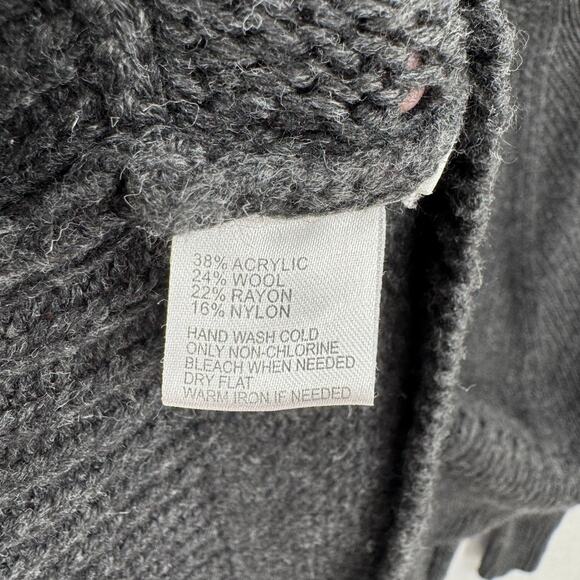 38% ACRYLIC
24% WOOL
22% RAYON
16% NYLON
HAND WASH COLD
ONLY NON-CHLORINE
BLEACH WHEN NEEDED
DRY FLAT
WARM IRON IF NEEDED